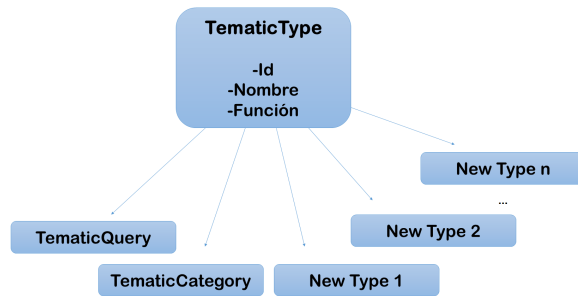 TematicType
-Id
-Nombre
-Función
New Type n
...
New Type 2
TematicQuery
TematicCategory
New Type 1